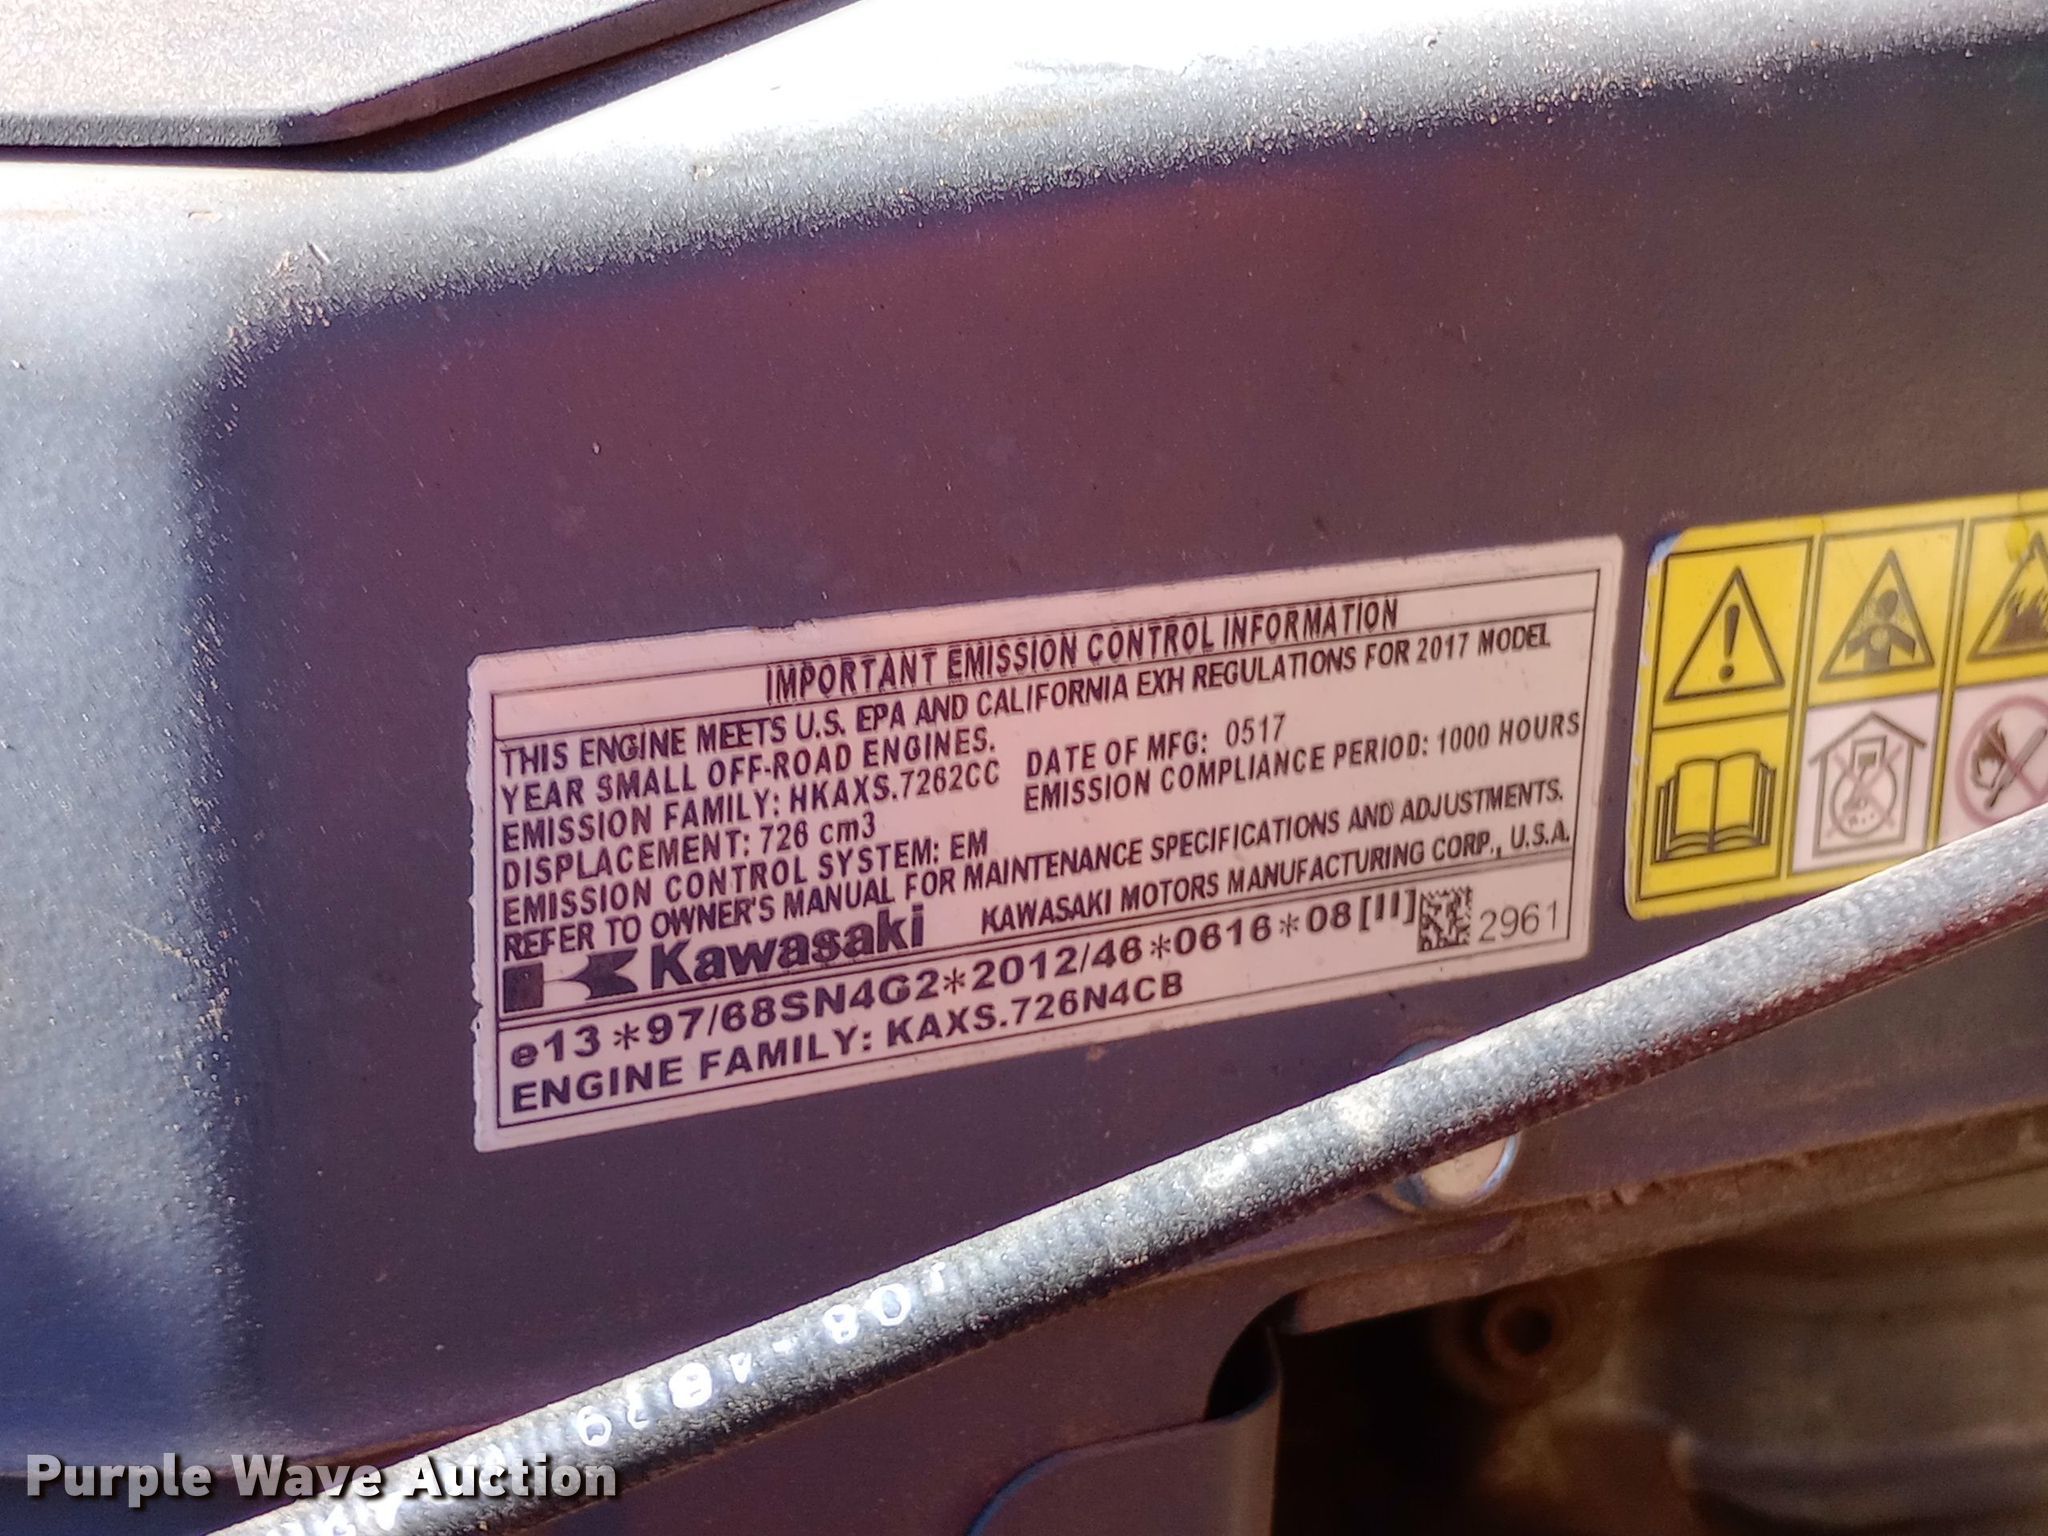 IMPORTANT EMISSION CONTROL INFORMATION
THIS ENGINE MEETS U.S. EPA AND CALIFORNIA EXH REGULATIONS FOR 2017 MODEL
YEAR SMALL OFF-ROAD ENGINES.
DATE OF MFG: 0517
EMISSION FAMILY: HKAXS.7262CC
EMISSION COMPLIANCE PERIOD: 1000 HOURS
DISPLACEMENT: 726 cm3
EMISSION CONTROL SYSTEM: EM
REFER TO OWNER'S MANUAL FOR MAINTENANCE SPECIFICATIONS AND ADJUSTMENTS.
Kawasaki
KAWASAKI MOTORS MANUFACTURING CORP., U.S.A.
e13*97/68SN4G2*2012/46*0616*08[11]
2961
ENGINE FAMILY: KAXS.726N4CB
Purple Wave Auction